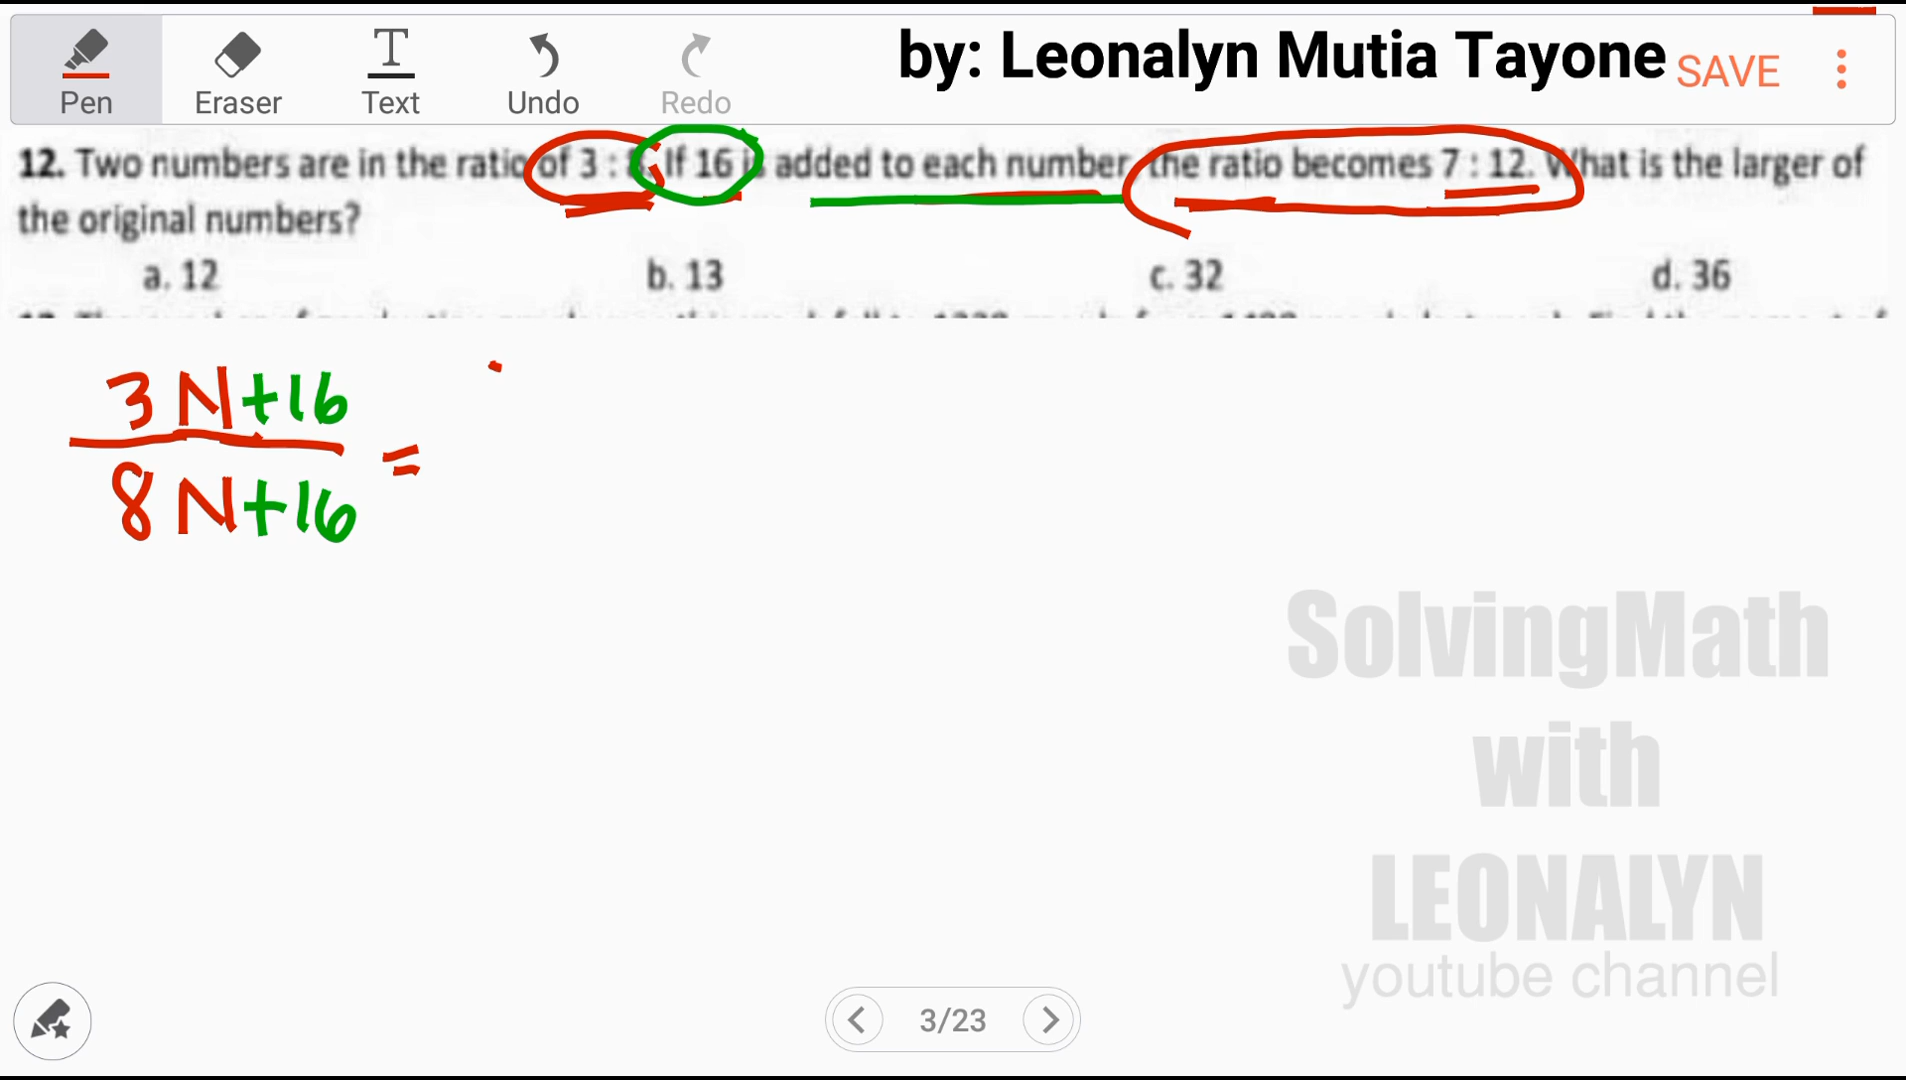 by: Leonalyn Mutia Tayone
SAVE
Pen
Eraser
Text
Undo
Redo
12. Two numbers are in the ratio of 3 : 8. If 16 is added to each number, the ratio becomes 7 : 12. What is the larger of
the original numbers?
a. 12
b. 13
c. 32
d. 36
3N+16
8N+16
=
SolvingMath
with
LEONALYN
youtube channel
3/23